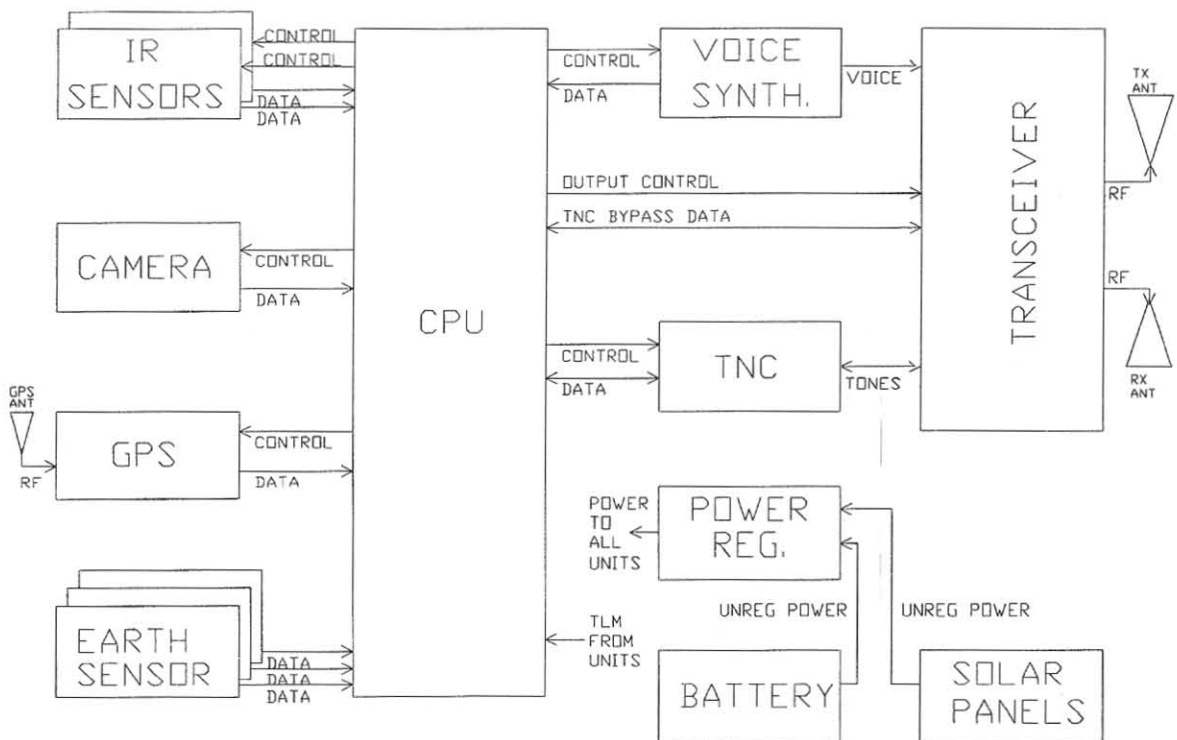 IR
SENSORS
CONTROL
CONTROL
DATA
DATA
CAMERA
CONTROL
DATA
GPS
ANT
RF
GPS
CONTROL
DATA
EARTH
SENSOR
DATA
DATA
DATA
CPU
CONTROL
DATA
VOICE
SYNTH.
VOICE
OUTPUT CONTROL
TNC BYPASS DATA
CONTROL
DATA
TNC
TONES
TRANSCEIVER
TX
ANT
RF
RF
RX
ANT
POWER
TO
ALL
UNITS
POWER
REG.
UNREG POWER
UNREG POWER
TLM
FROM
UNITS
BATTERY
SOLAR
PANELS